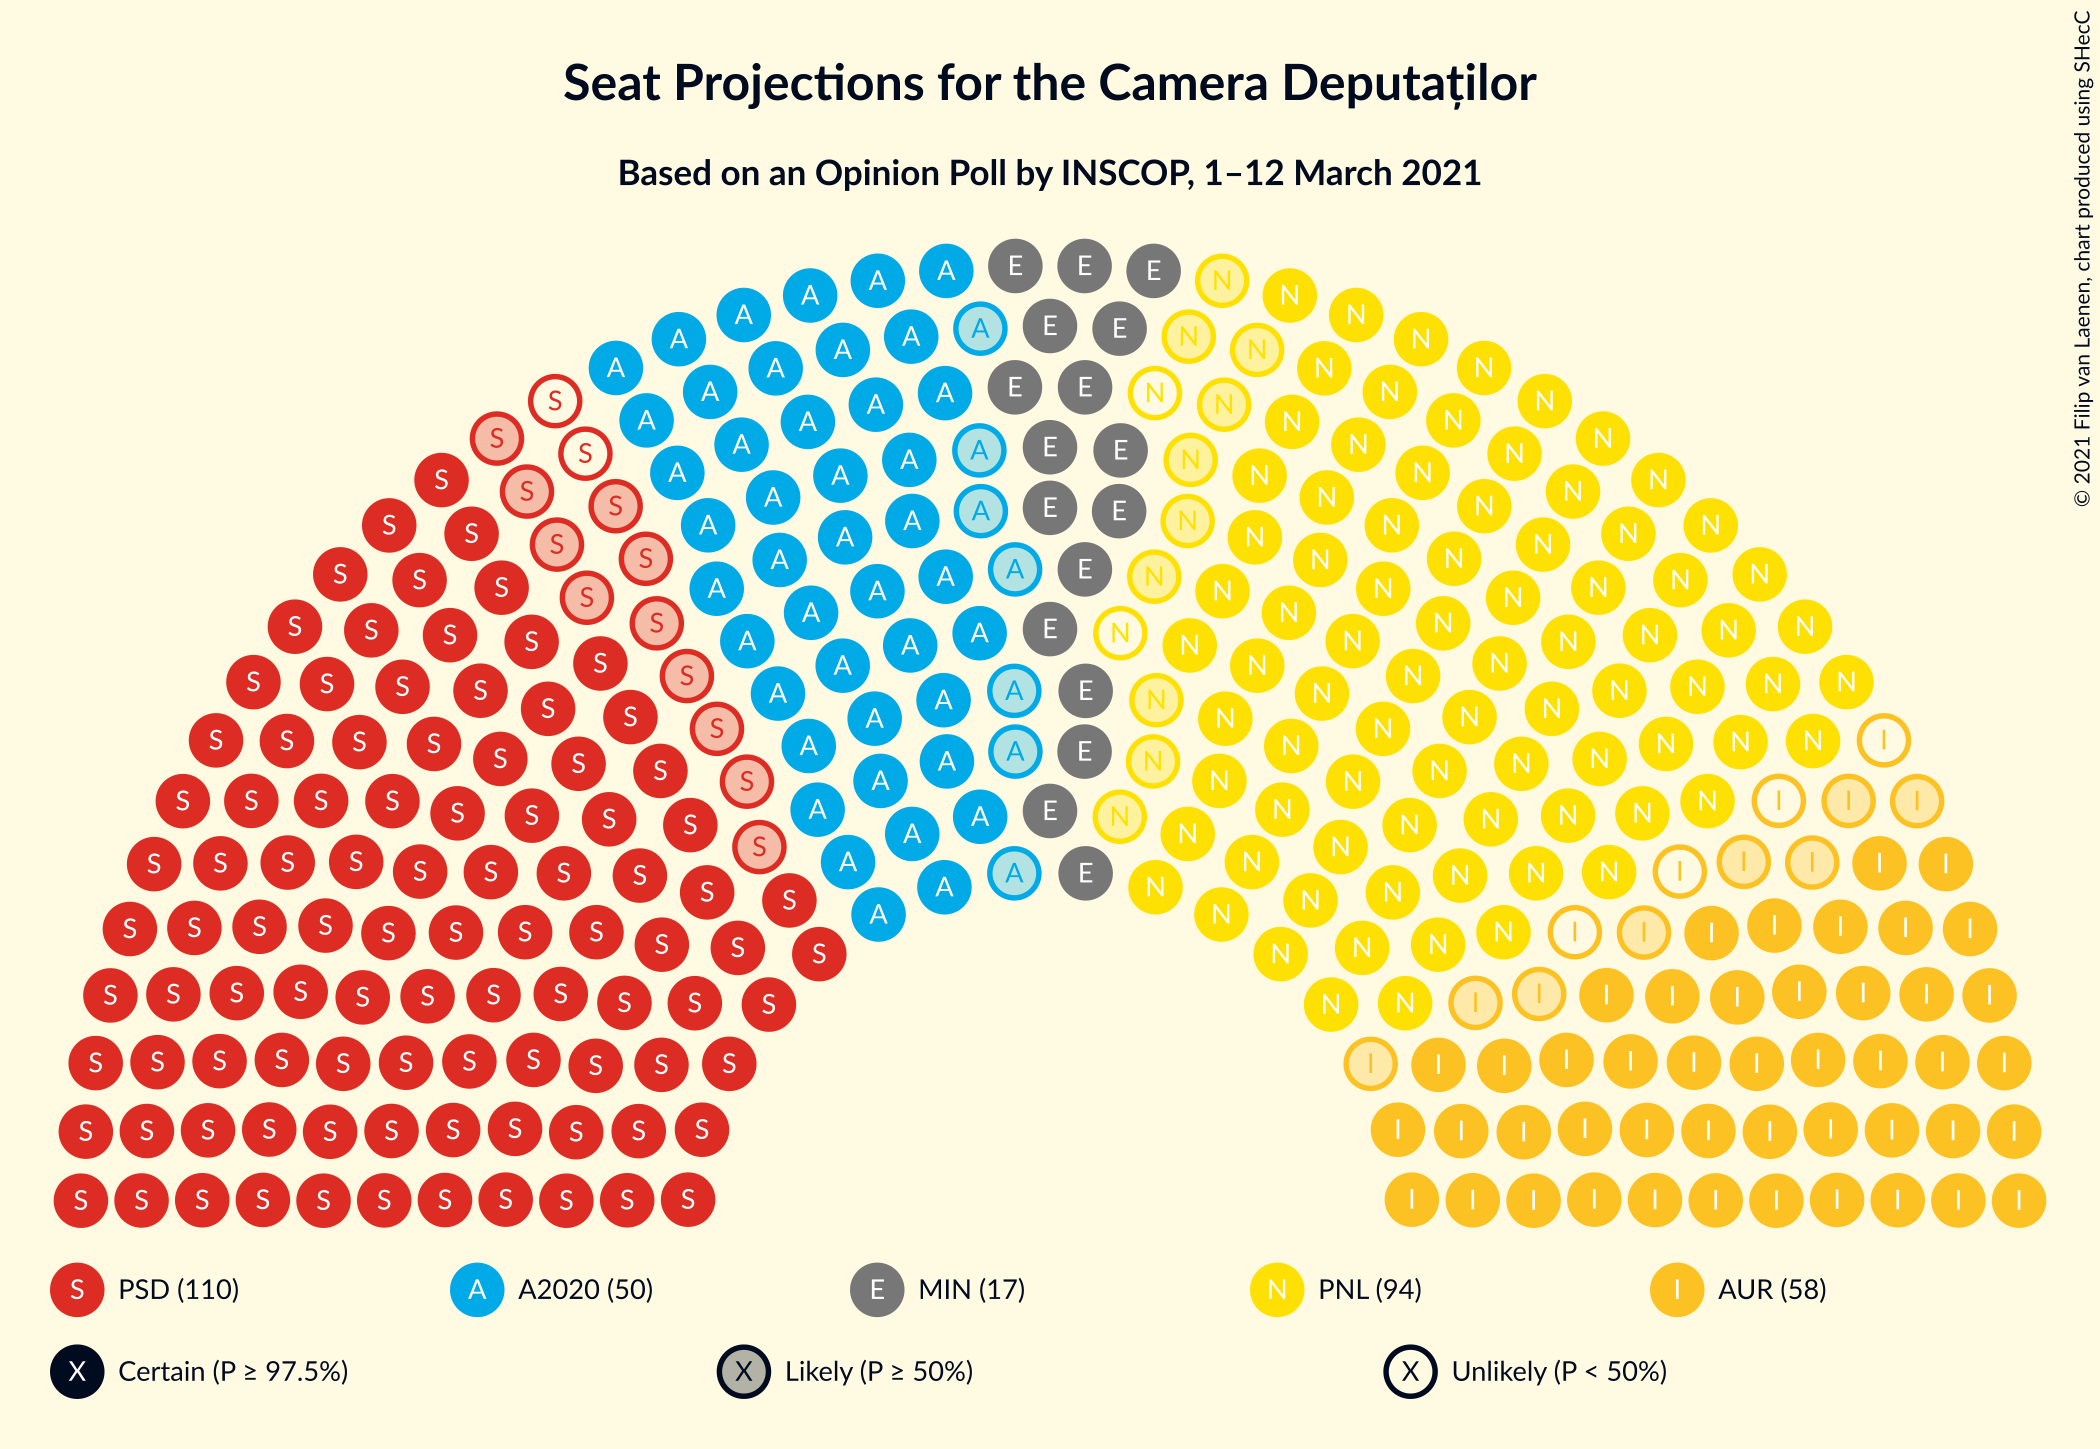 Seat Projections for the Camera Deputaților
Based on an Opinion Poll by INSCOP, 1–12 March 2021
© 2021 Filip van Laenen, chart produced using SHecC
S PSD (110)
A A2020 (50)
E MIN (17)
N PNL (94)
I AUR (58)
X Certain (P ≥ 97.5%)
X Likely (P ≥ 50%)
X Unlikely (P < 50%)